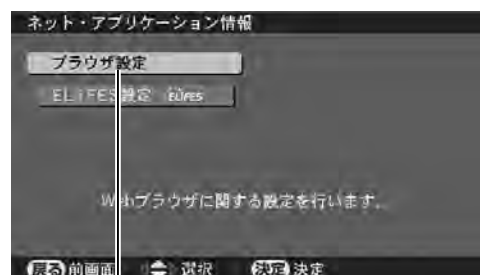 ネット・アプリケーション情報
ブラウザ設定
ELiFES設定 ELiFES
Webブラウザに関する設定を行います。
戻る 前画面 選択 決定 決定